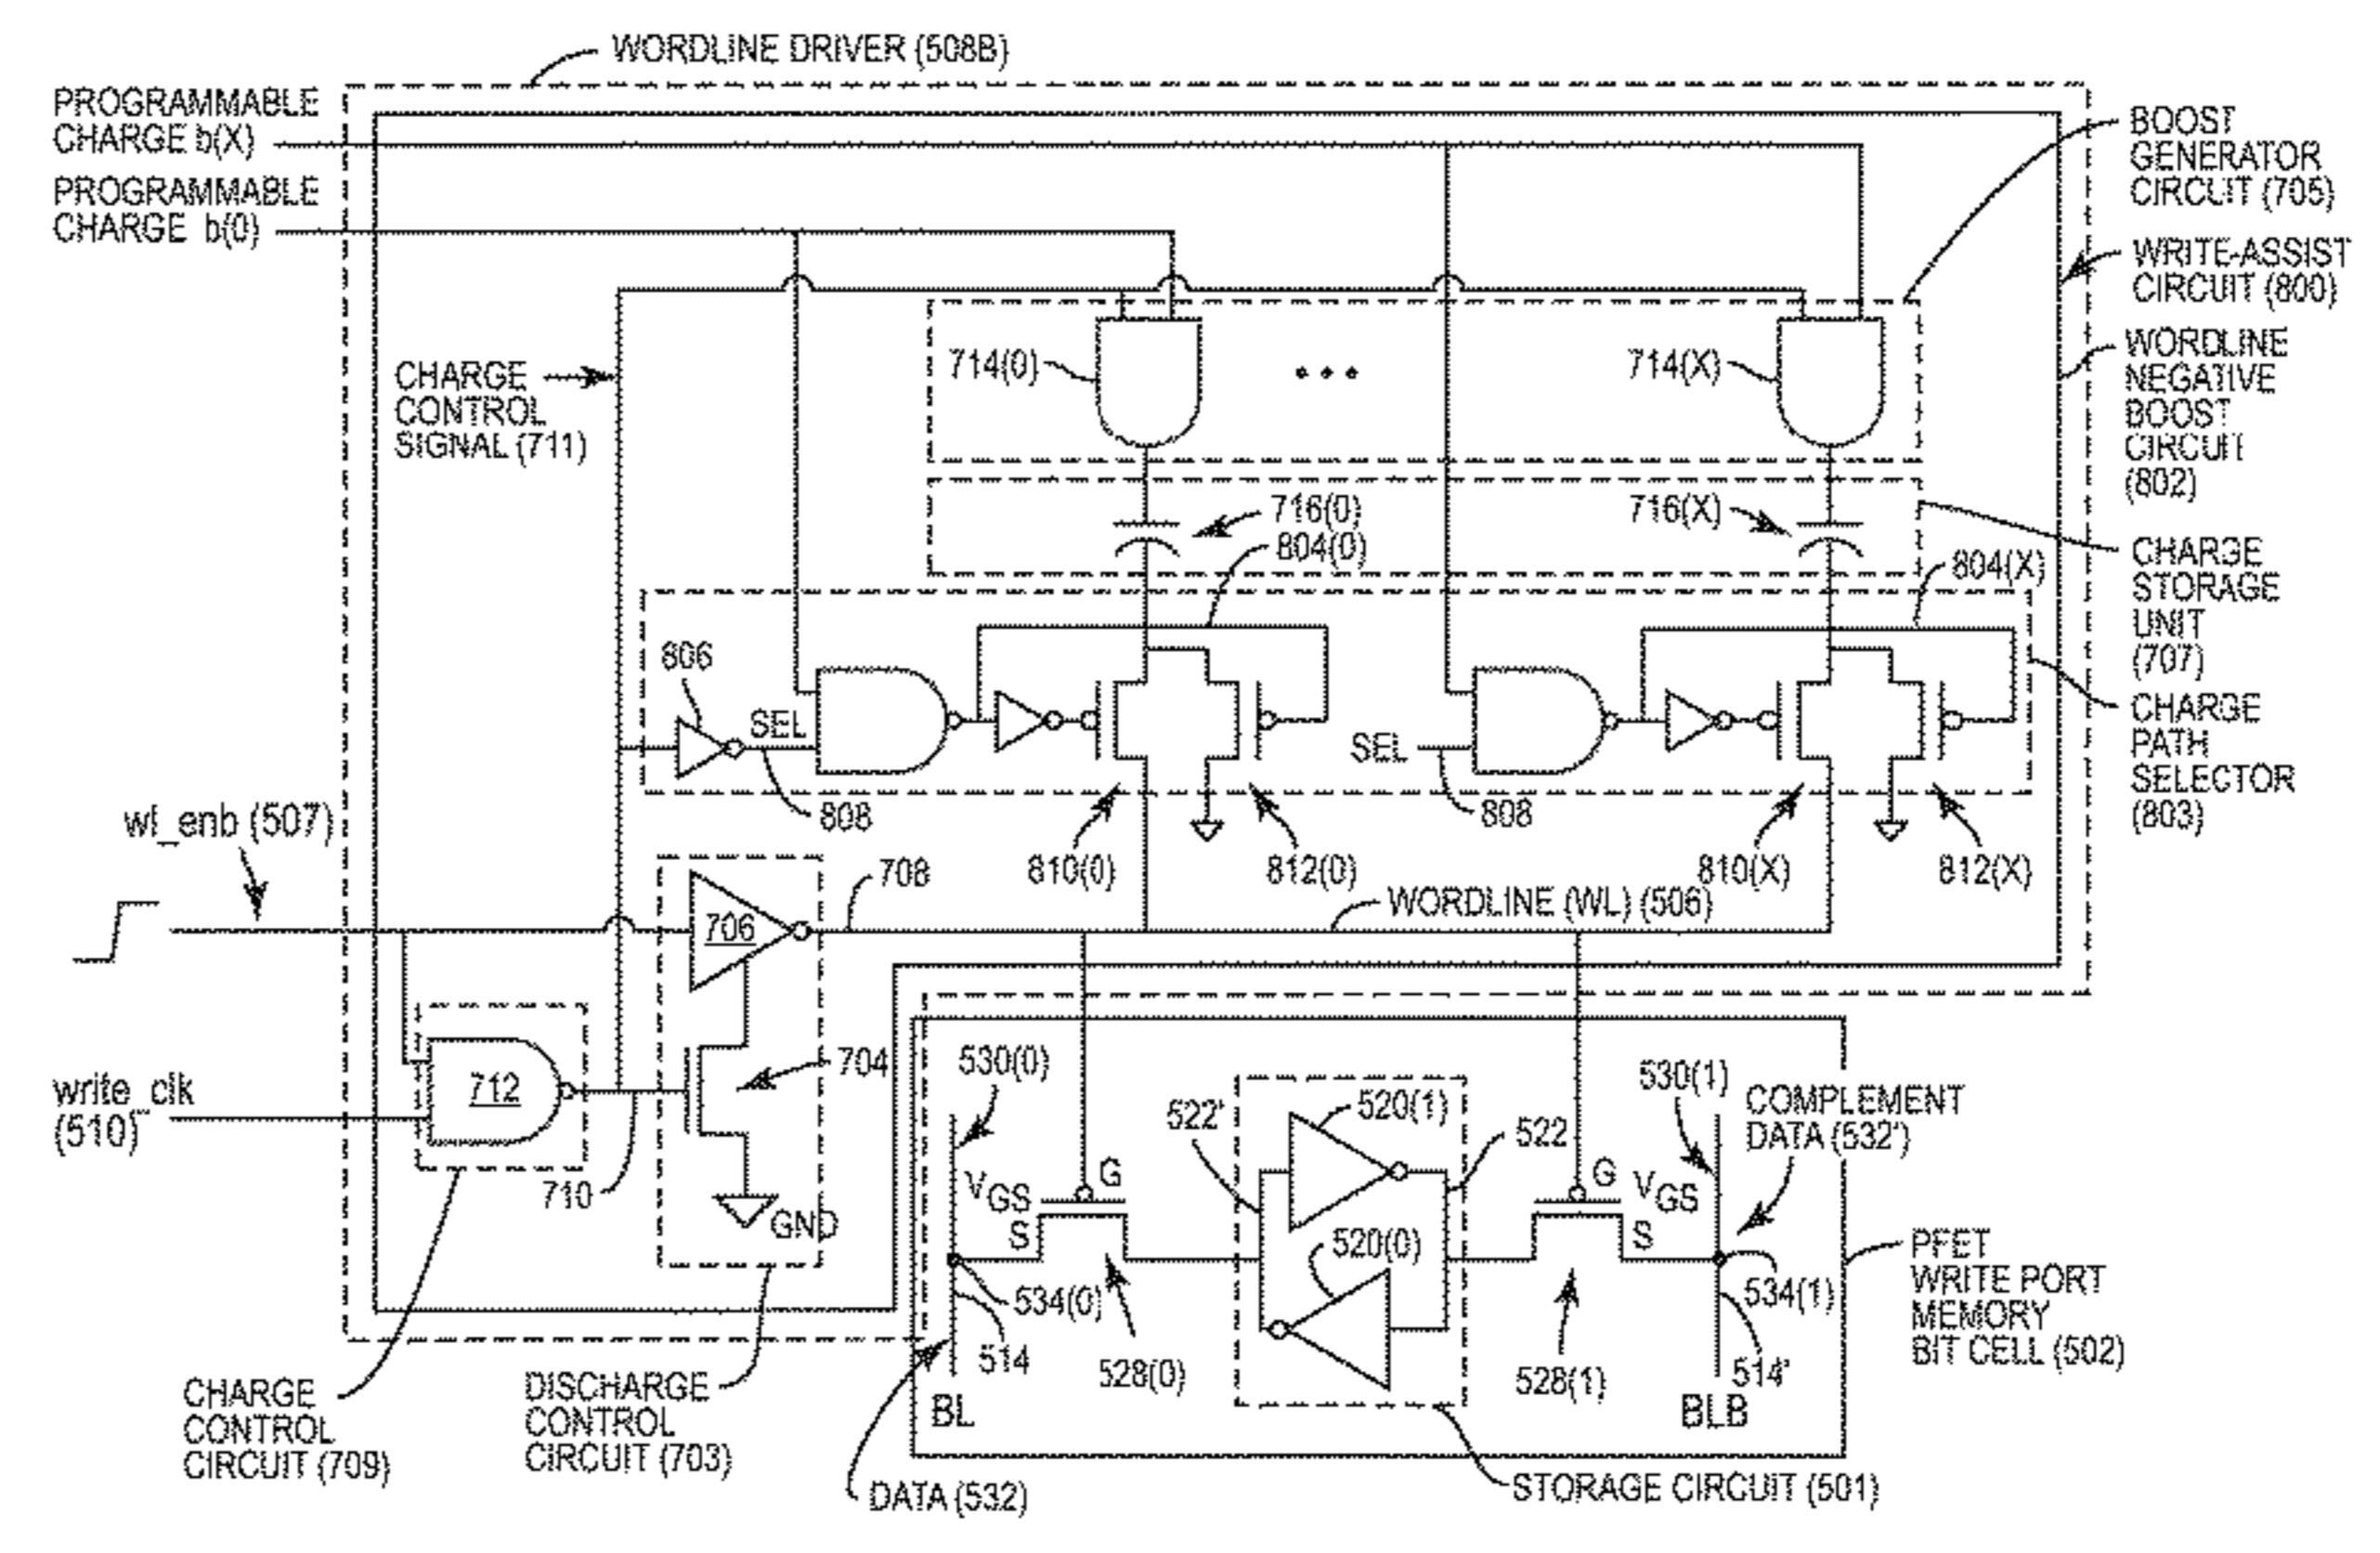 WORDLINE DRIVER (508B)
PROGRAMMABLE
CHARGE b(X)
PROGRAMMABLE
CHARGE b(0)
BOOST
GENERATOR
CIRCUIT (705)
WRITE-ASSIST
CIRCUIT (800)
WORDLINE
NEGATIVE
BOOST
CIRCUIT
(802)
714(0)
714(X)
CHARGE
CONTROL
SIGNAL (711)
716(0)
804(0)
716(X)
804(X)
CHARGE
STORAGE
UNIT
(707)
806
SEL
808
SEL
808
CHARGE
PATH
SELECTOR
(803)
810(0)
812(0)
810(X)
812(X)
wl_enb (507)
706
708
WORDLINE (WL) (506)
write_clk
(510)
712
710
704
GND
530(0)
VGS
G
S
534(0)
514
BL
528(0)
522'
520(1)
520(0)
522
G
VGS
S
530(1)
COMPLEMENT
DATA (532')
534(1)
514'
BLB
528(1)
PFET
WRITE PORT
MEMORY
BIT CELL (502)
CHARGE
CONTROL
CIRCUIT (709)
DISCHARGE
CONTROL
CIRCUIT (703)
DATA (532)
STORAGE CIRCUIT (501)